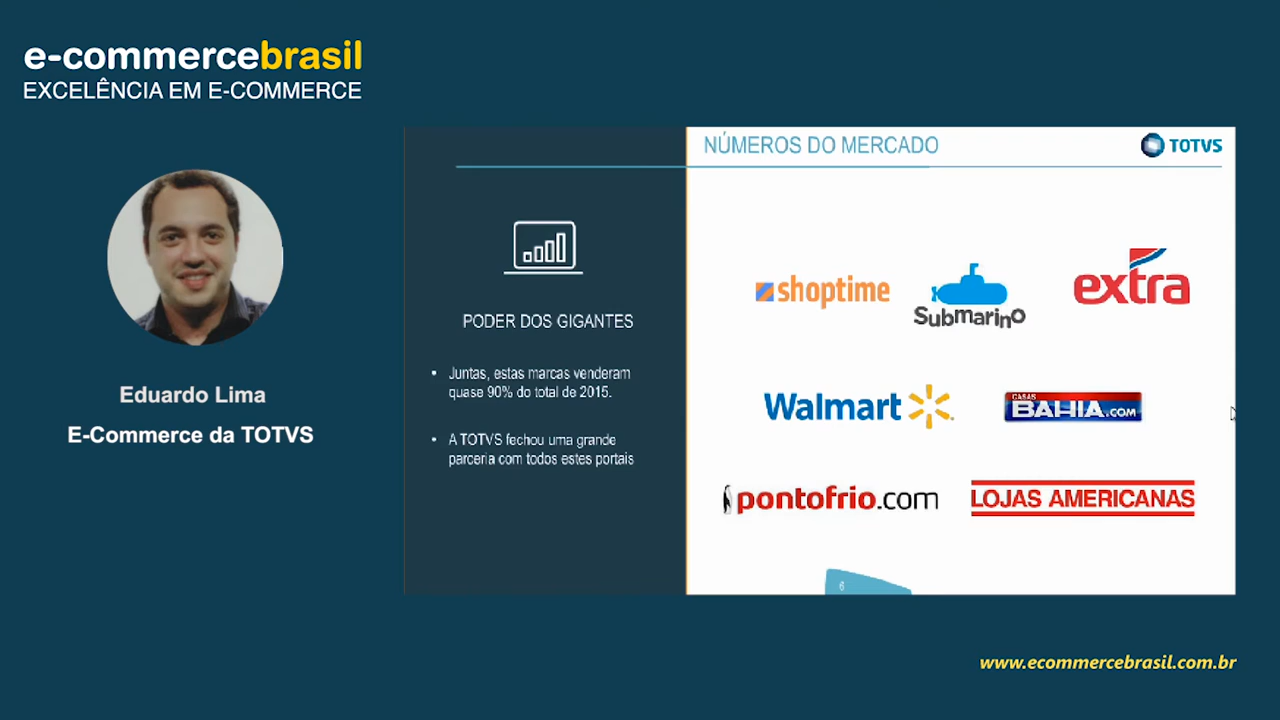 e-commercebrasil
EXCELÊNCIA EM E-COMMERCE
Eduardo Lima
E-Commerce da TOTVS
NÚMEROS DO MERCADO
TOTVS
PODER DOS GIGANTES
• Juntas, estas marcas venderam
quase 90% do total de 2015.
• A TOTVS fechou uma grande
parceria com todos estes portais
shoptime
Submarino
extra
Walmart
CASAS
BAHIA.COM
pontofrio.com
LOJAS AMERICANAS
6
www.ecommercebrasil.com.br